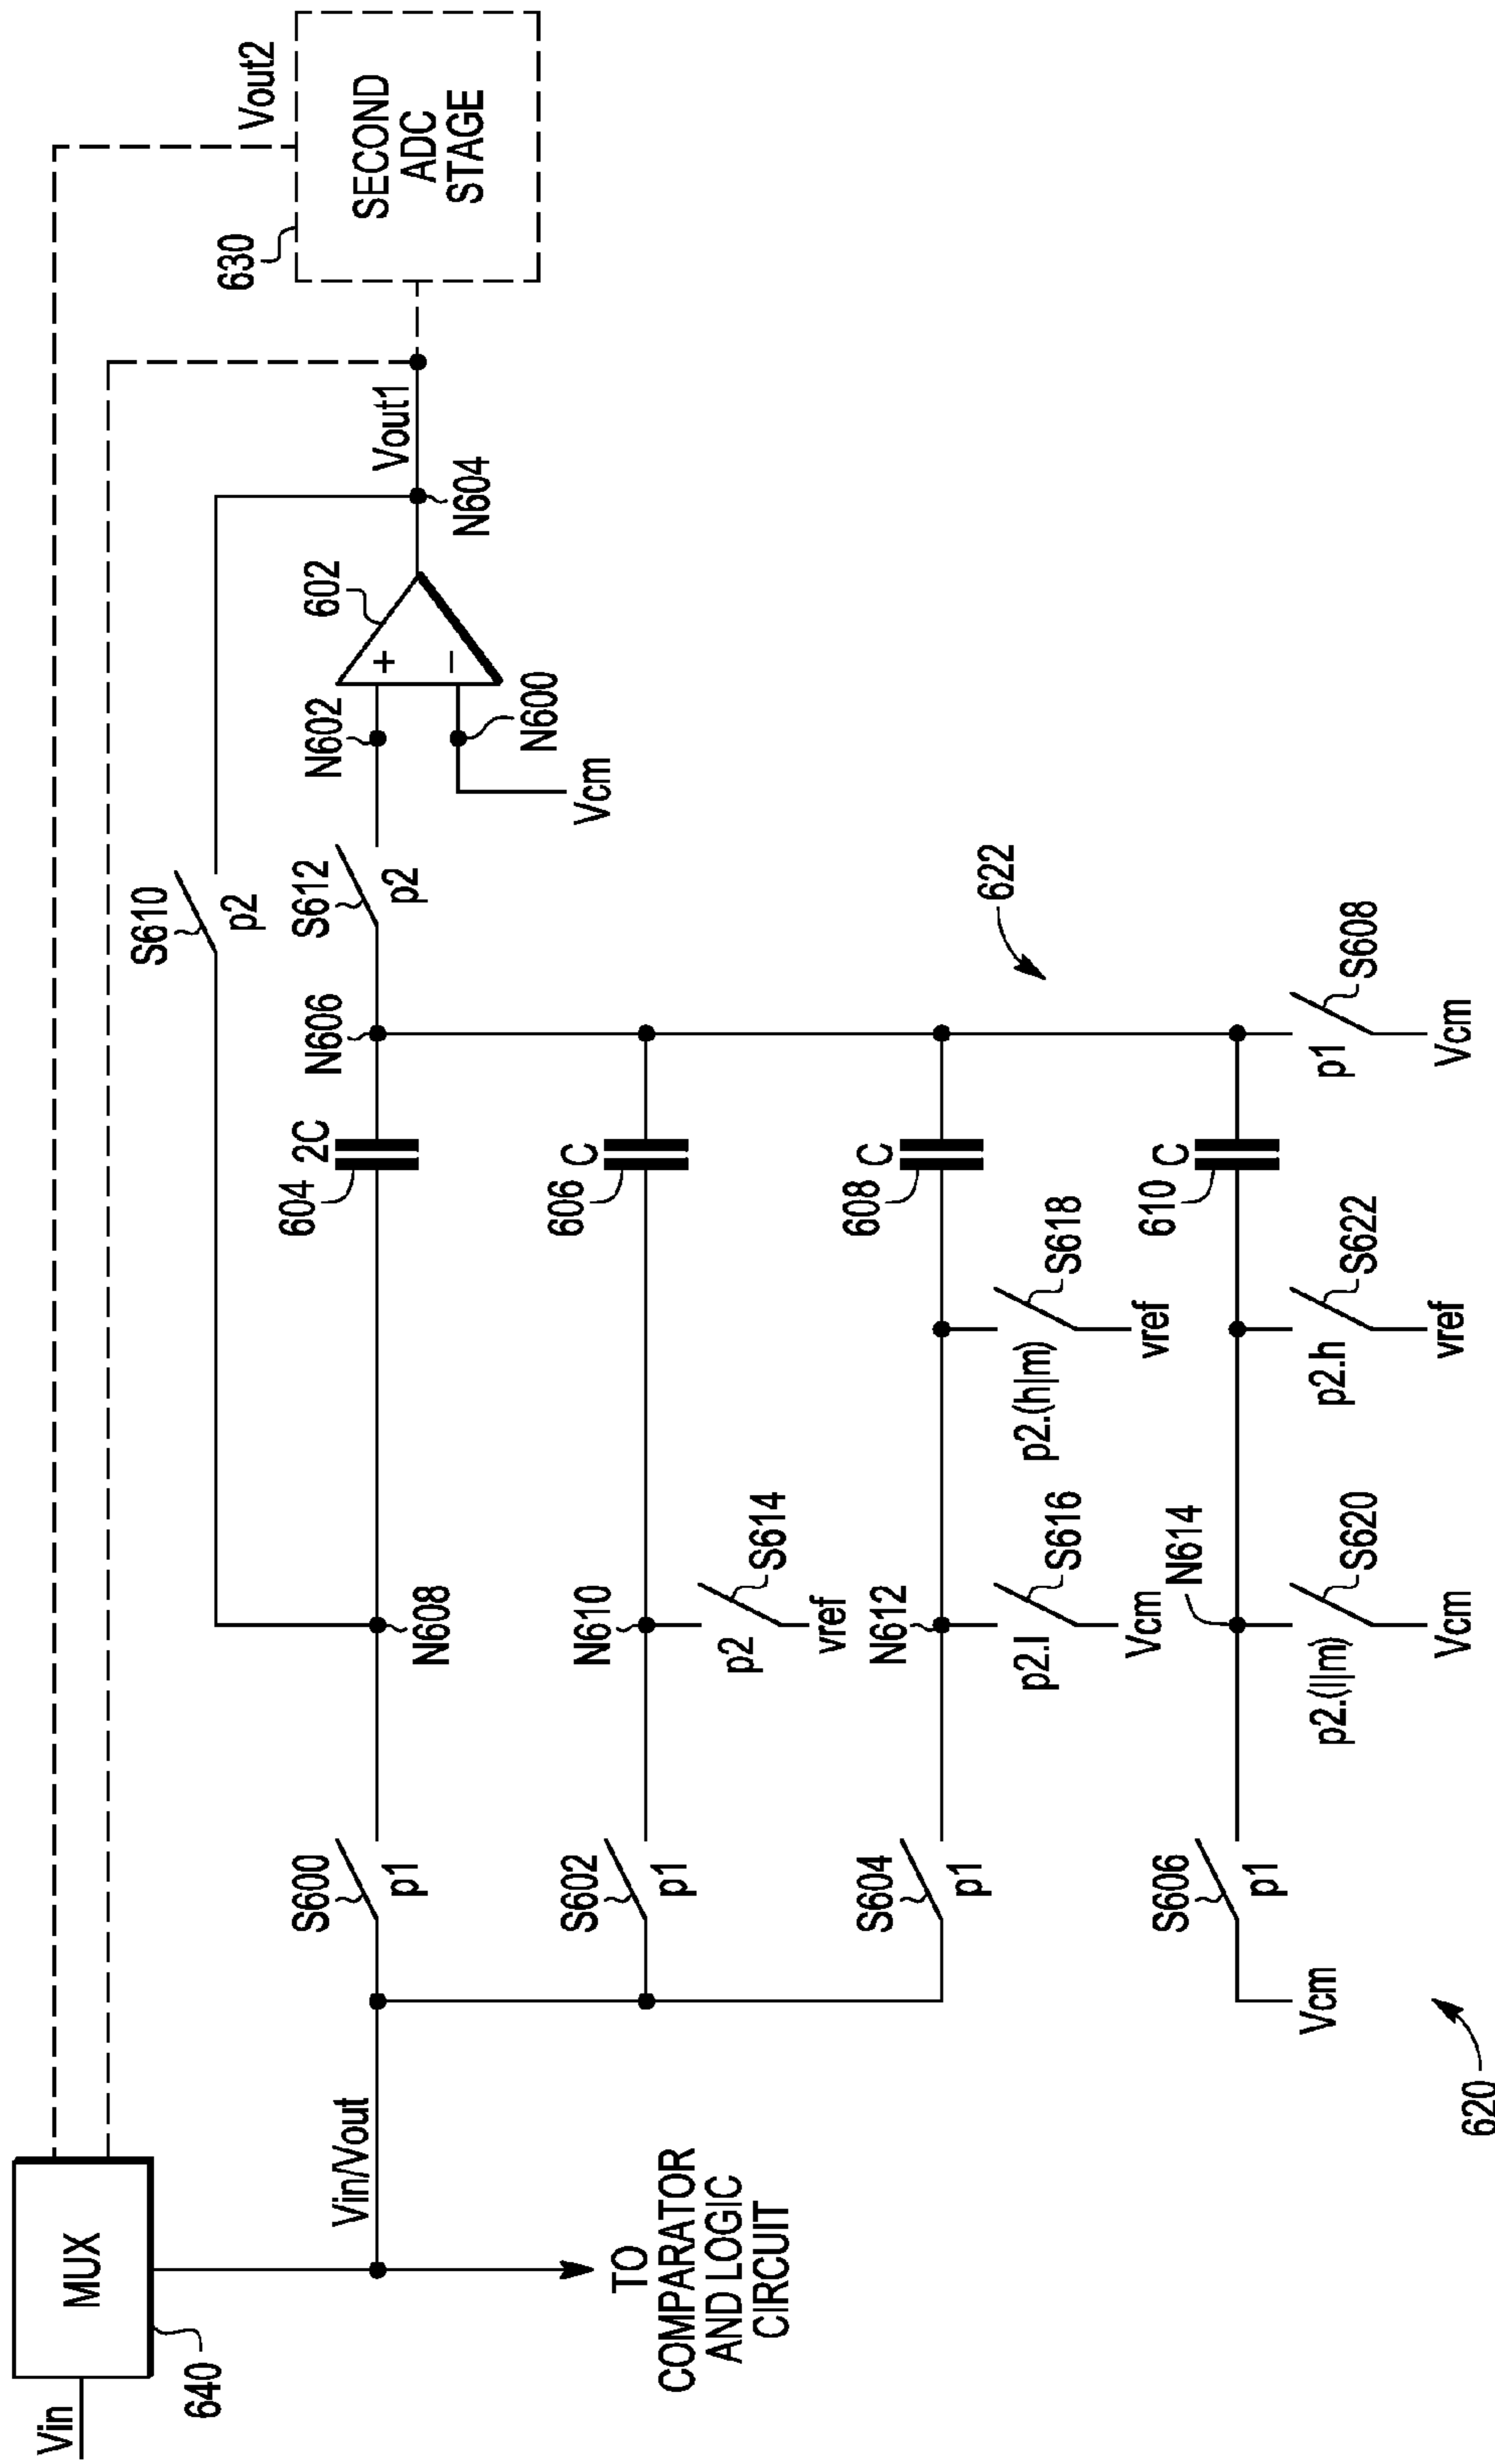 Vin
MUX
640
Vin/Vout
TO
COMPARATOR
AND LOGIC
CIRCUIT
S600
p1
N608
604
2C
N606
S610
p2
S612
p2
N602
602
+
−
N600
Vcm
N604
Vout1
630
SECOND
ADC
STAGE
Vout2
S602
p1
N610
p2
S614
vref
606
C
S604
p1
N612
p2.l
S616
Vcm
p2.(h|m)
S618
vref
608
C
622
Vcm
S606
p1
N614
p2.(l|m)
S620
Vcm
p2.h
S622
vref
610
C
p1
S608
Vcm
620